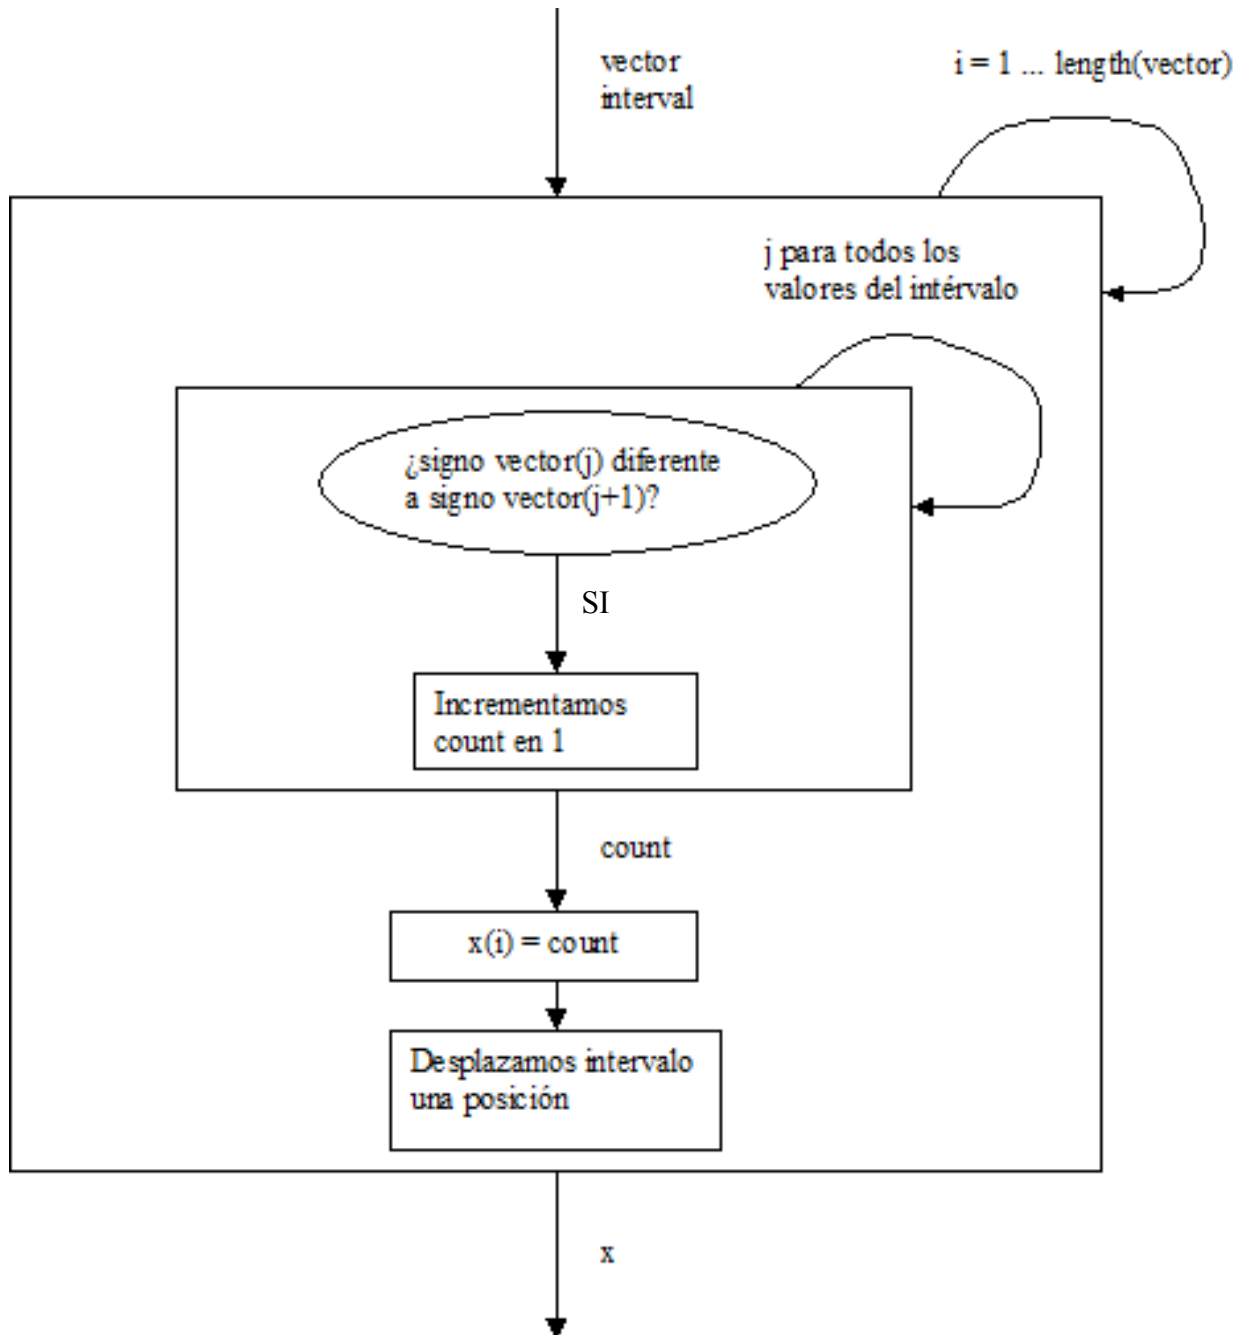 vector
interval
i = 1 ... length(vector)
j para todos los
valores del intérvalo
¿signo vector(j) diferente
a signo vector(j+1)?
SI
Incrementamos
count en 1
count
x(i) = count
Desplazamos intervalo
una posición
x